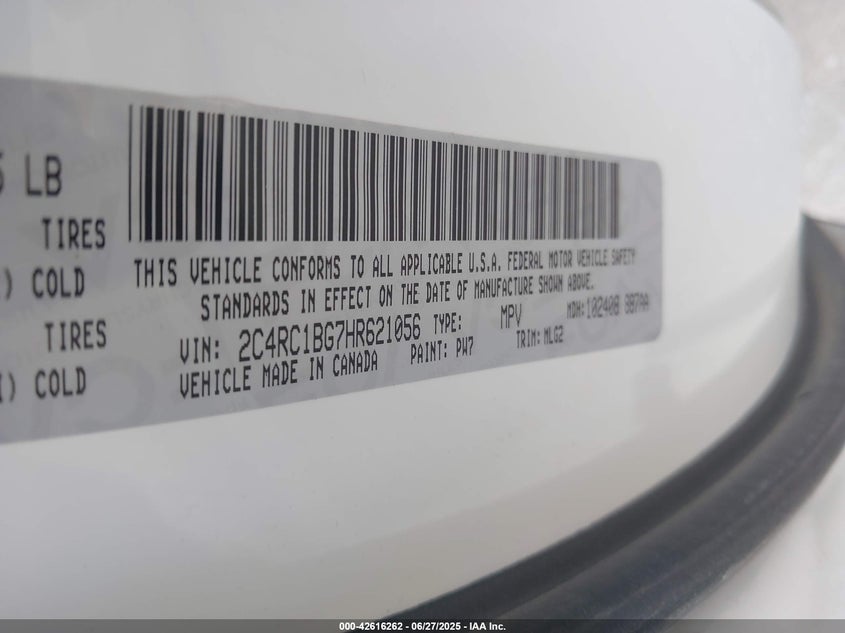 LB
TIRES
COLD
TIRES
COLD
THIS VEHICLE CONFORMS TO ALL APPLICABLE U.S.A. FEDERAL MOTOR VEHICLE SAFETY
STANDARDS IN EFFECT ON THE DATE OF MANUFACTURE SHOWN ABOVE.
VIN: 2C4RC1BG7HR621056 TYPE: MPV MDH:102408 887AA
VEHICLE MADE IN CANADA PAINT: PW7 TRIM: MLG2
000-42616262 - 06/27/2025 - IAA Inc.